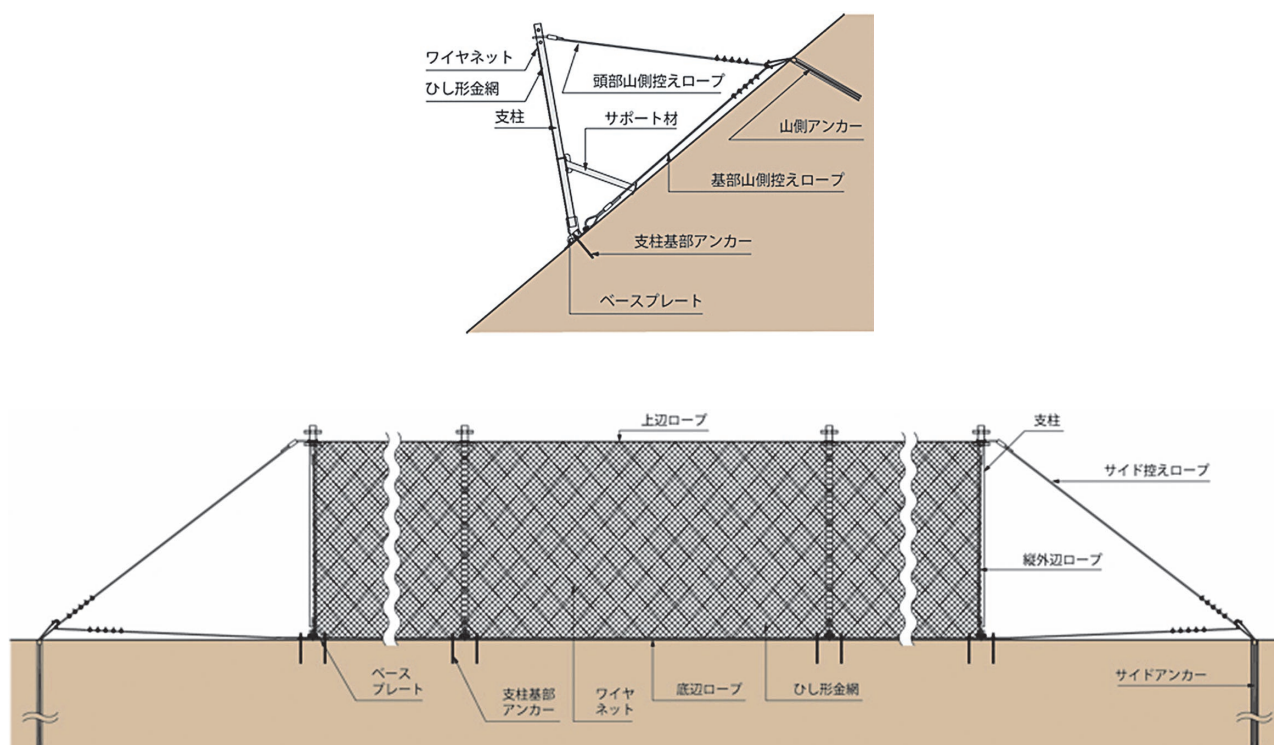 ワイヤネット
ひし形金網
頭部山側控えロープ
支柱
サポート材
山側アンカー
基部山側控えロープ
支柱基部アンカー
ベースプレート
上辺ロープ
支柱
サイド控えロープ
縦外辺ロープ
ベース
プレート
支柱基部
アンカー
ワイヤ
ネット
底辺ロープ
ひし形金網
サイドアンカー